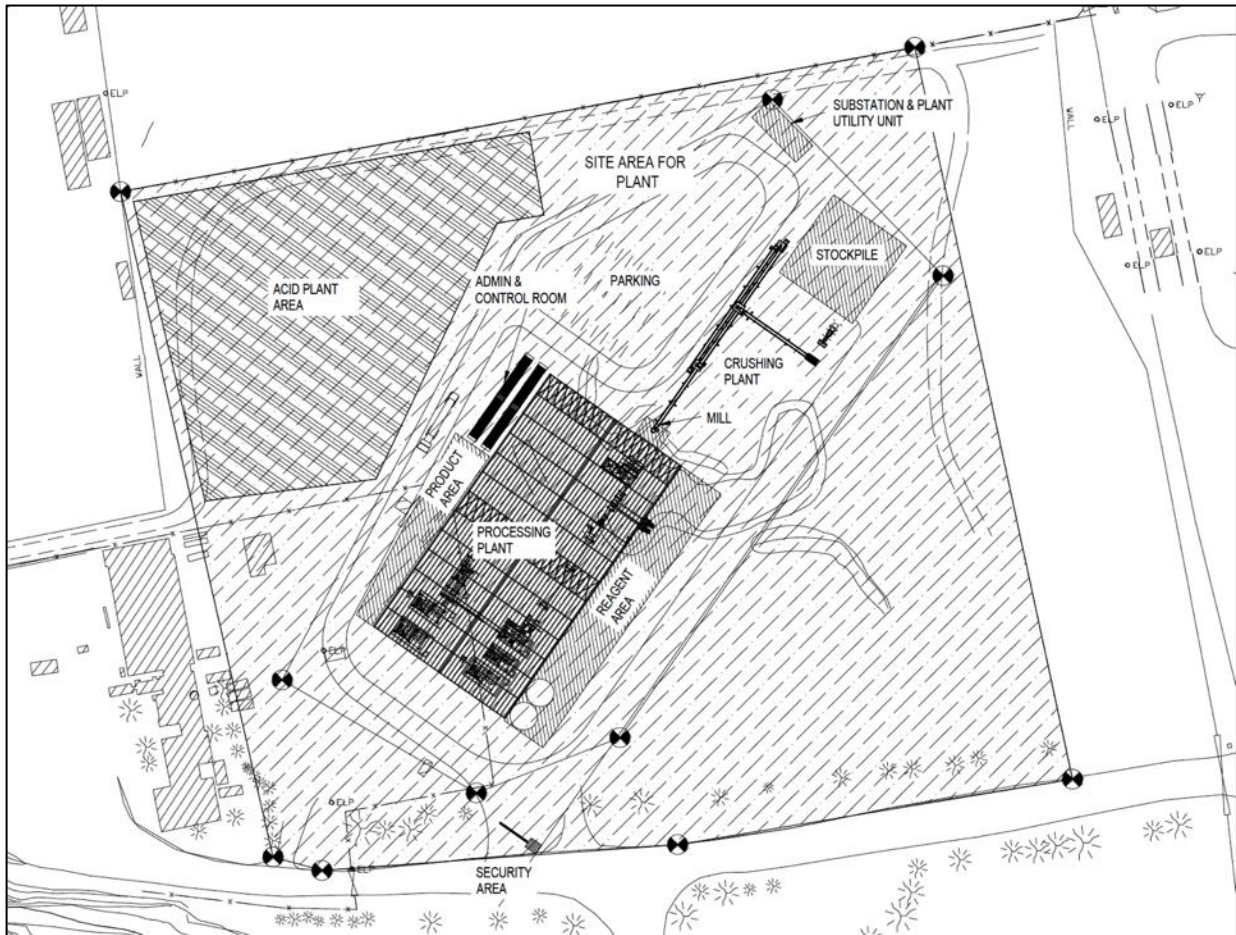 ELP
ELP
ELP
WALL
SUBSTATION & PLANT
UTILITY UNIT
SITE AREA FOR
PLANT
ELP
ELP
STOCKPILE
ADMIN &
CONTROL ROOM
PARKING
ACID PLANT
AREA
WALL
CRUSHING
PLANT
MILL
PRODUCT
AREA
PROCESSING
PLANT
REAGENT
AREA
ELP
ELP
ELP
SECURITY
AREA